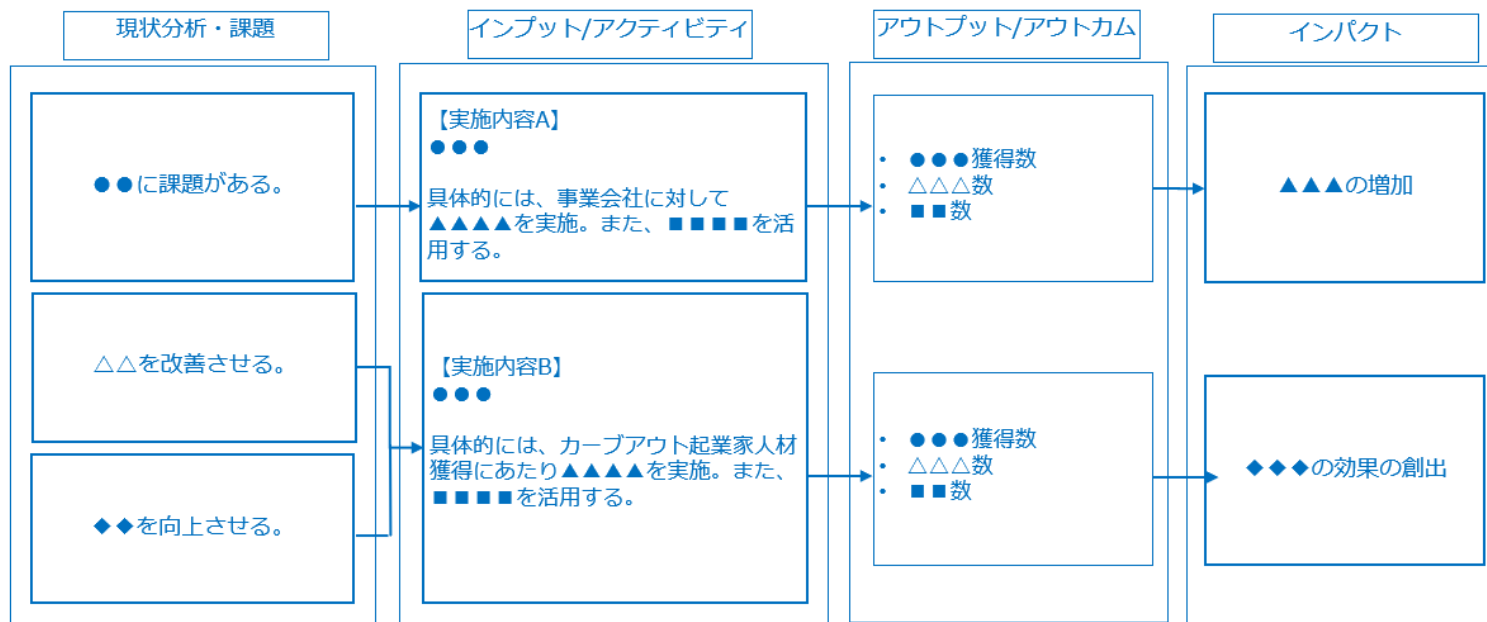 現状分析・課題
インプット/アクティビティ
アウトプット/アウトカム
インパクト
●●に課題がある。
△△を改善させる。
◆◆を向上させる。
【実施内容A】
●●●
具体的には、事業会社に対して
▲▲▲▲を実施。また、■■■■を活
用する。
【実施内容B】
●●●
具体的には、カーブアウト起業家人材
獲得にあたり▲▲▲▲を実施。また、
■■■■を活用する。
• ●●●獲得数
• △△△数
• ■■数
• ●●●獲得数
• △△△数
• ■■数
▲▲▲の増加
◆◆◆の効果の創出